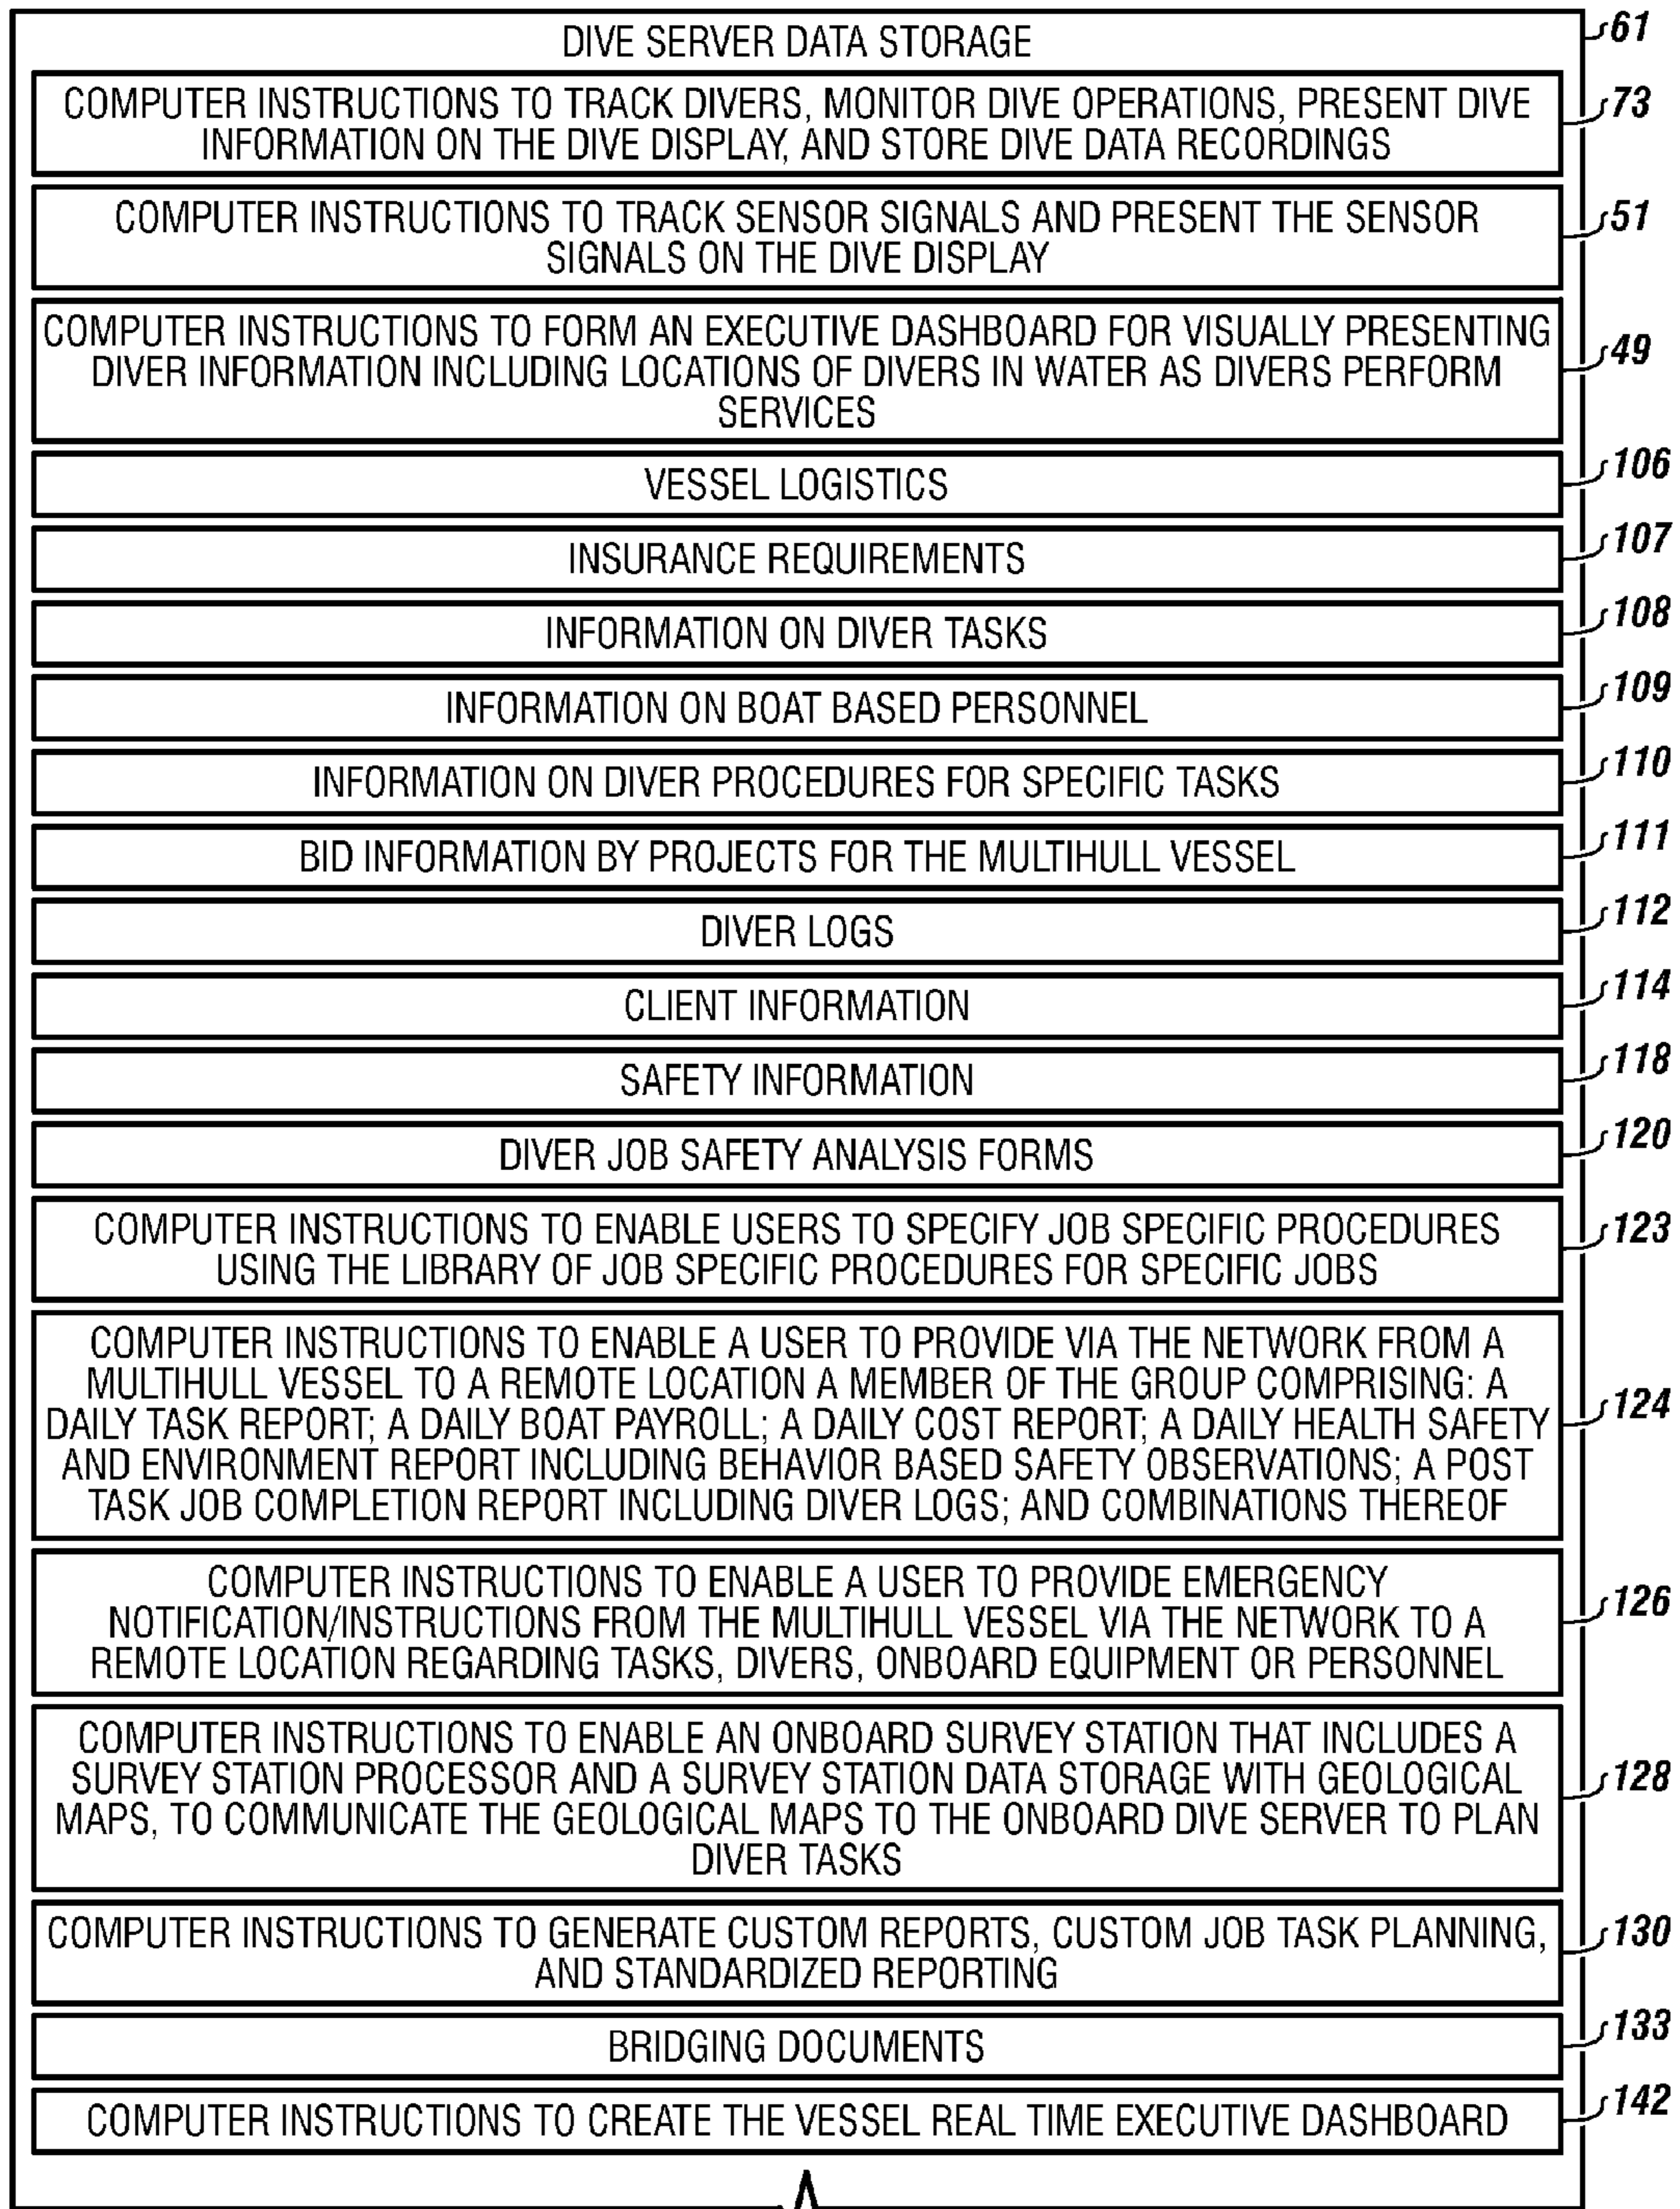 DIVE SERVER DATA STORAGE
61
COMPUTER INSTRUCTIONS TO TRACK DIVERS, MONITOR DIVE OPERATIONS, PRESENT DIVE
INFORMATION ON THE DIVE DISPLAY, AND STORE DIVE DATA RECORDINGS
73
COMPUTER INSTRUCTIONS TO TRACK SENSOR SIGNALS AND PRESENT THE SENSOR
SIGNALS ON THE DIVE DISPLAY
51
COMPUTER INSTRUCTIONS TO FORM AN EXECUTIVE DASHBOARD FOR VISUALLY PRESENTING
DIVER INFORMATION INCLUDING LOCATIONS OF DIVERS IN WATER AS DIVERS PERFORM
SERVICES
49
VESSEL LOGISTICS
106
INSURANCE REQUIREMENTS
107
INFORMATION ON DIVER TASKS
108
INFORMATION ON BOAT BASED PERSONNEL
109
INFORMATION ON DIVER PROCEDURES FOR SPECIFIC TASKS
110
BID INFORMATION BY PROJECTS FOR THE MULTIHULL VESSEL
111
DIVER LOGS
112
CLIENT INFORMATION
114
SAFETY INFORMATION
118
DIVER JOB SAFETY ANALYSIS FORMS
120
COMPUTER INSTRUCTIONS TO ENABLE USERS TO SPECIFY JOB SPECIFIC PROCEDURES
USING THE LIBRARY OF JOB SPECIFIC PROCEDURES FOR SPECIFIC JOBS
123
COMPUTER INSTRUCTIONS TO ENABLE A USER TO PROVIDE VIA THE NETWORK FROM A
MULTIHULL VESSEL TO A REMOTE LOCATION A MEMBER OF THE GROUP COMPRISING: A
DAILY TASK REPORT; A DAILY BOAT PAYROLL; A DAILY COST REPORT; A DAILY HEALTH SAFETY
AND ENVIRONMENT REPORT INCLUDING BEHAVIOR BASED SAFETY OBSERVATIONS; A POST
TASK JOB COMPLETION REPORT INCLUDING DIVER LOGS; AND COMBINATIONS THEREOF
124
COMPUTER INSTRUCTIONS TO ENABLE A USER TO PROVIDE EMERGENCY
NOTIFICATION/INSTRUCTIONS FROM THE MULTIHULL VESSEL VIA THE NETWORK TO A
REMOTE LOCATION REGARDING TASKS, DIVERS, ONBOARD EQUIPMENT OR PERSONNEL
126
COMPUTER INSTRUCTIONS TO ENABLE AN ONBOARD SURVEY STATION THAT INCLUDES A
SURVEY STATION PROCESSOR AND A SURVEY STATION DATA STORAGE WITH GEOLOGICAL
MAPS, TO COMMUNICATE THE GEOLOGICAL MAPS TO THE ONBOARD DIVE SERVER TO PLAN
DIVER TASKS
128
COMPUTER INSTRUCTIONS TO GENERATE CUSTOM REPORTS, CUSTOM JOB TASK PLANNING,
AND STANDARDIZED REPORTING
130
BRIDGING DOCUMENTS
133
COMPUTER INSTRUCTIONS TO CREATE THE VESSEL REAL TIME EXECUTIVE DASHBOARD
142